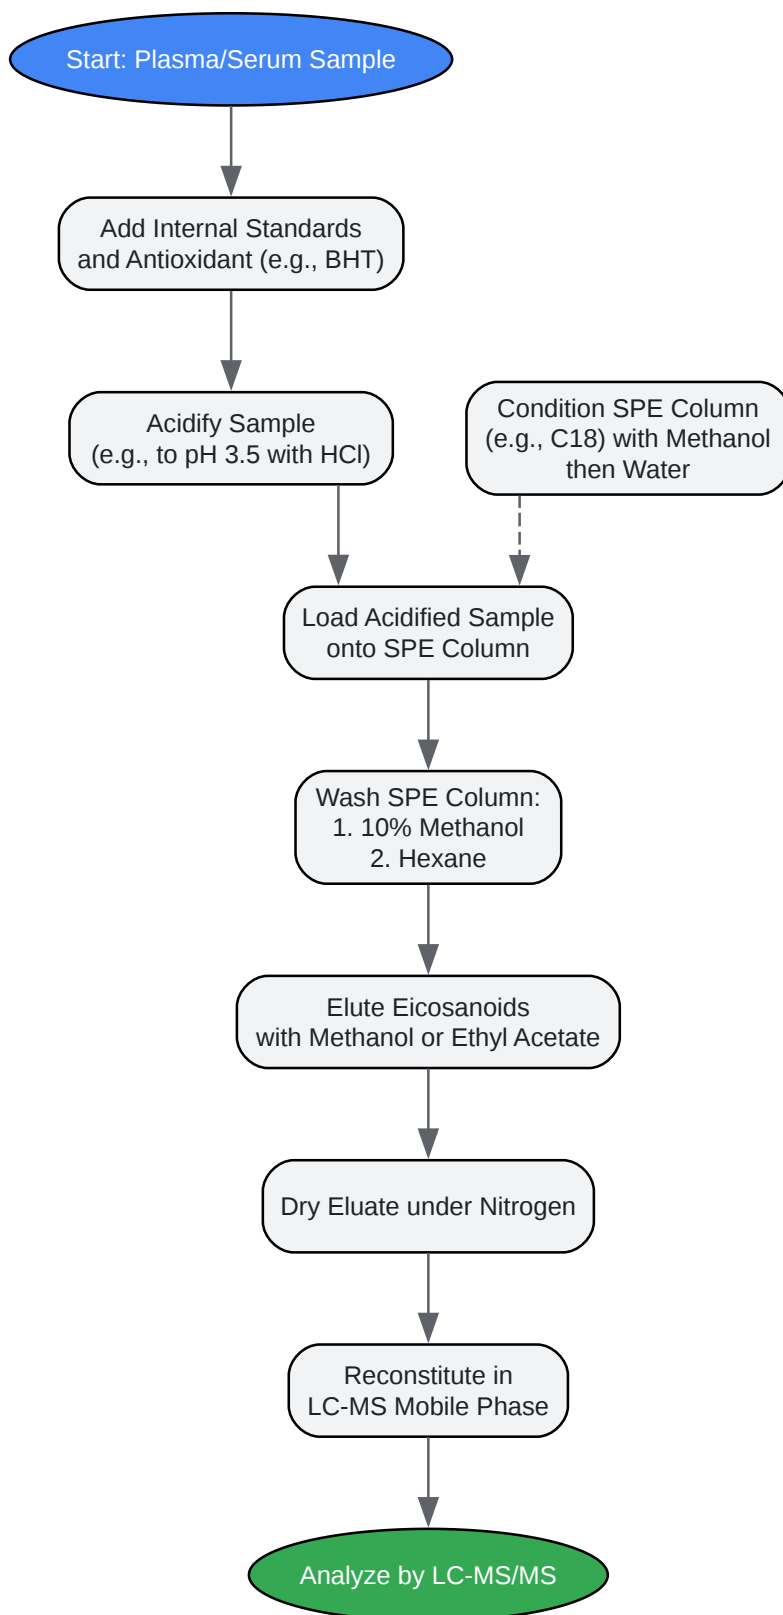 Start: Plasma/Serum Sample
Add Internal Standards
and Antioxidant (e.g., BHT)
Acidify Sample
(e.g., to pH 3.5 with HCl)
Condition SPE Column
(e.g., C18) with Methanol
then Water
Load Acidified Sample
onto SPE Column
Wash SPE Column:
1. 10% Methanol
2. Hexane
Elute Eicosanoids
with Methanol or Ethyl Acetate
Dry Eluate under Nitrogen
Reconstitute in
LC-MS Mobile Phase
Analyze by LC-MS/MS